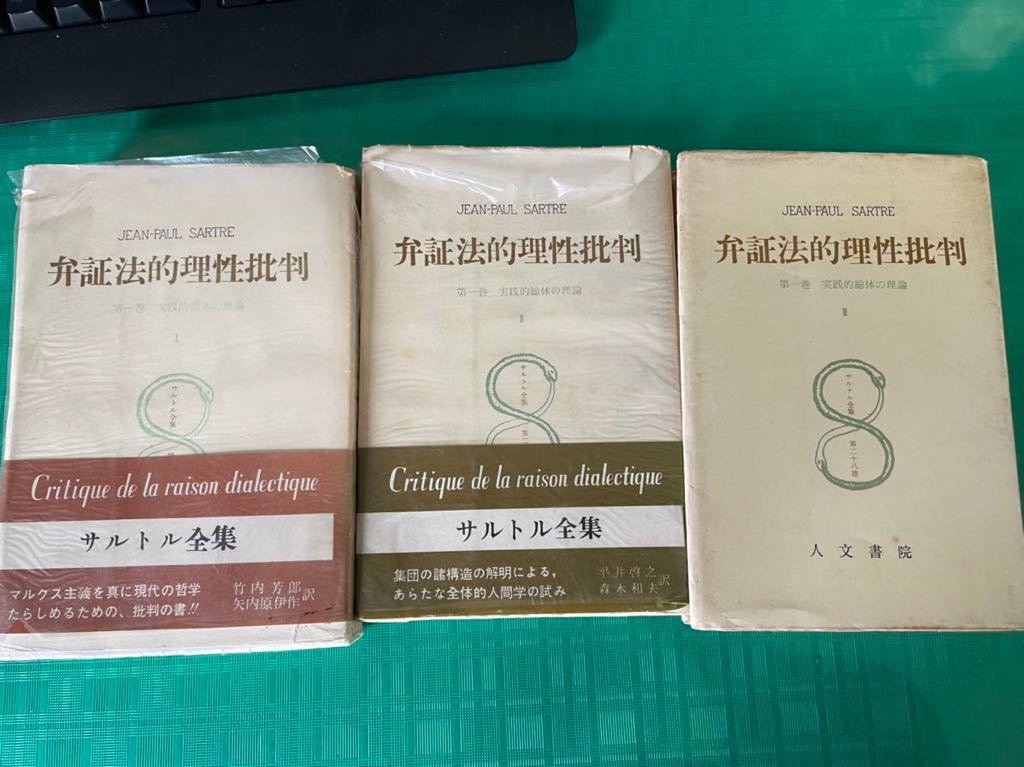 JEAN-PAUL SARTRE
弁証法的理性批判
第一巻 実践的総体の理論
I
サルトル全集
Critique de la raison dialectique
サルトル全集
マルクス主義を真に現代の哲学
たらしめるための、批判の書!!
竹内芳郎
矢内原伊作
訳
JEAN-PAUL SARTRE
弁証法的理性批判
第一巻 実践的総体の理論
II
サルトル全集
第二
Critique de la raison dialectique
サルトル全集
集団の諸構造の解明による,
あらたな全体的人間学の試み
平井啓之
森本和夫
訳
JEAN-PAUL SARTRE
弁証法的理性批判
第一巻 実践的総体の理論
III
サルトル全集
第二十八巻
人文書院